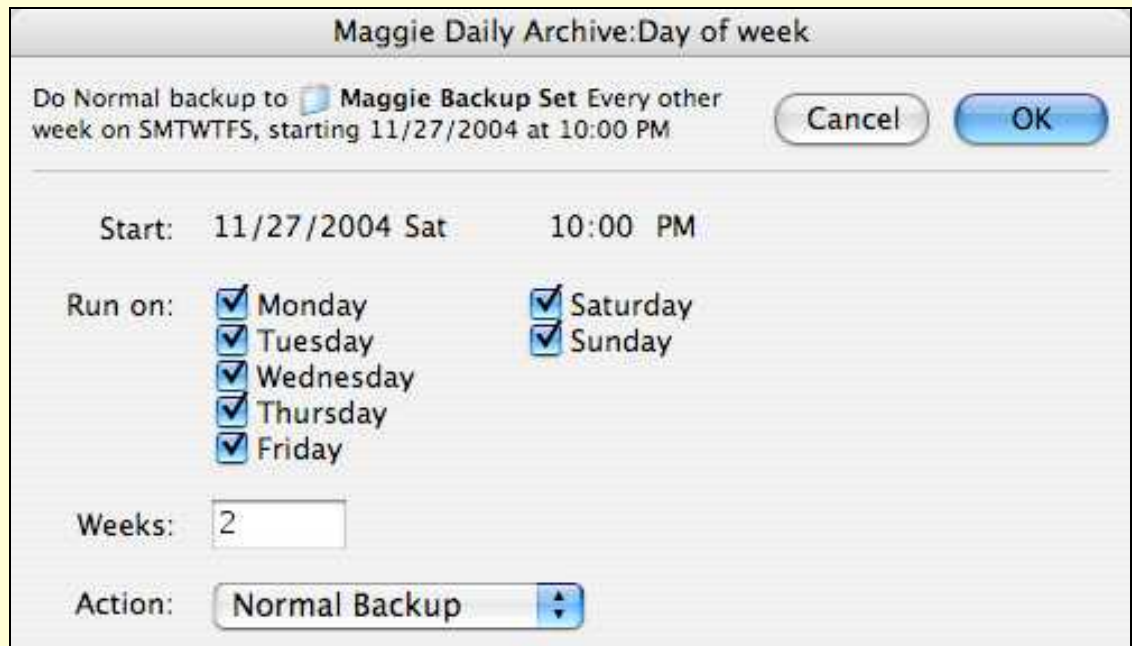 Maggie Daily Archive:Day of week
Do Normal backup to Maggie Backup Set Every other
week on SMTWTFS, starting 11/27/2004 at 10:00 PM
Cancel
OK
Start: 11/27/2004 Sat 10:00 PM
Run on: Monday Saturday
Tuesday Sunday
Wednesday
Thursday
Friday
Weeks: 2
Action: Normal Backup